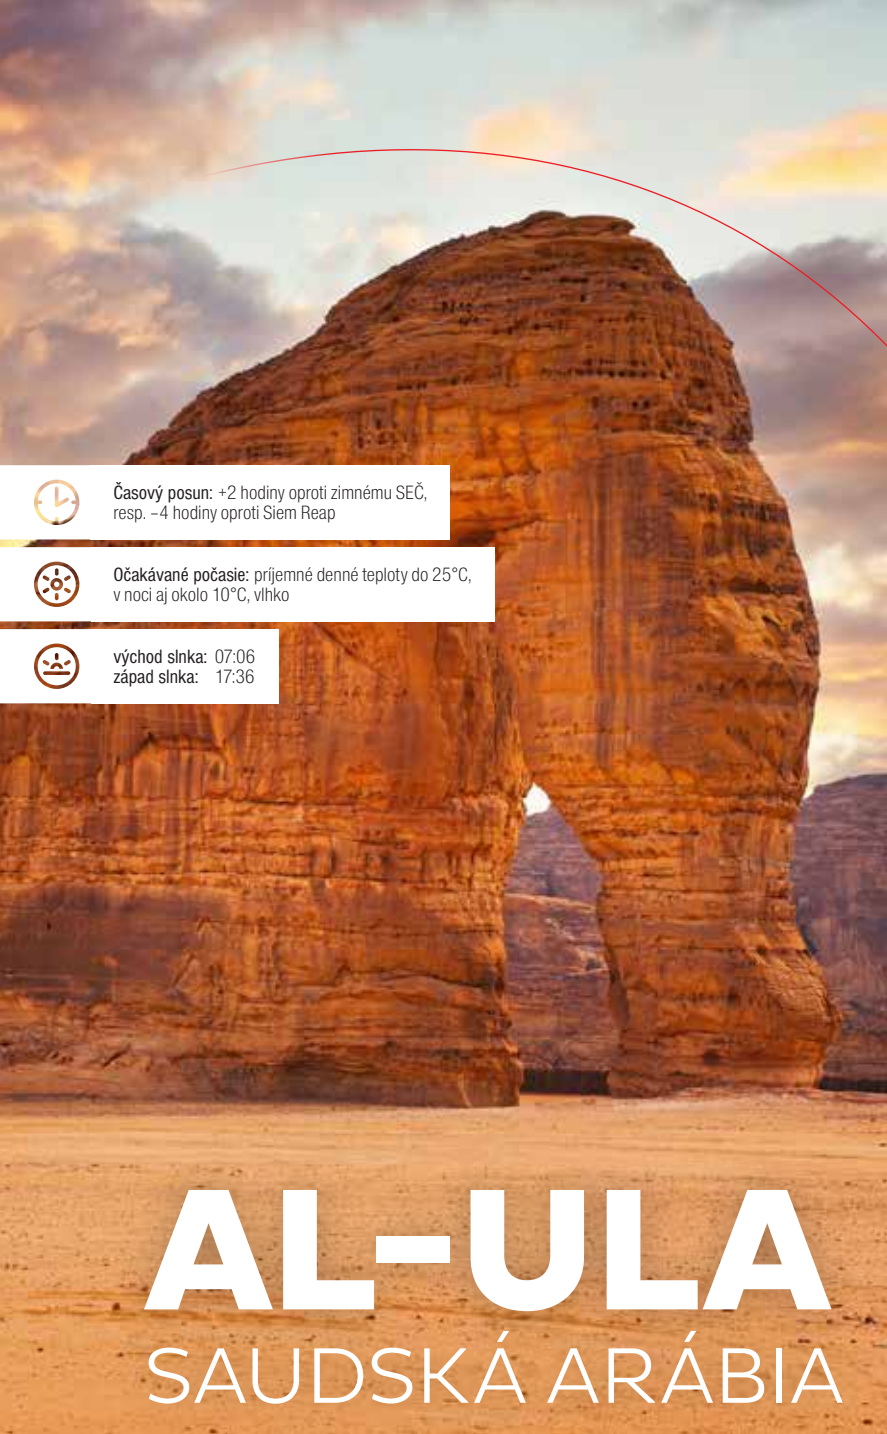 Časový posun: +2 hodiny oproti zimnému SEČ,
resp. –4 hodiny oproti Siem Reap
Očakávané počasie: príjemné denné teploty do 25°C,
v noci aj okolo 10°C, vlhko
východ slnka: 07:06
západ slnka: 17:36
AL-ULA
SAUDSKÁ ARÁBIA